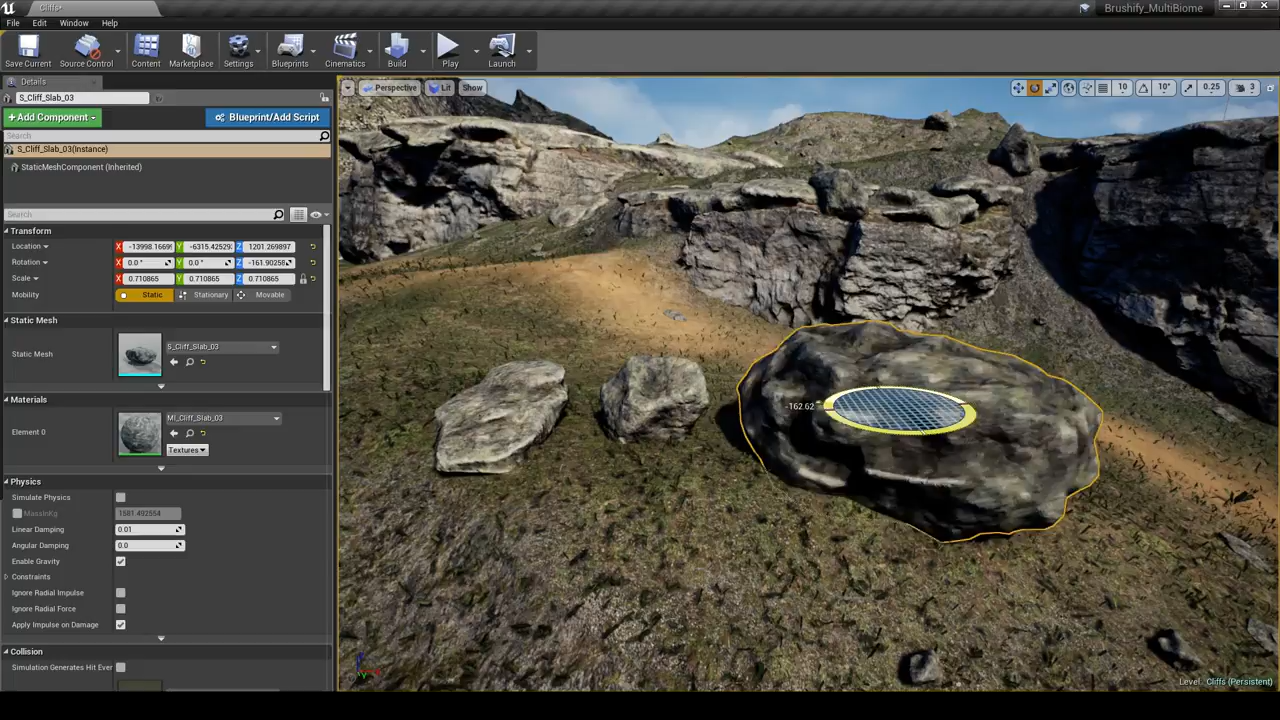 Cliffs*
Brushify_MultiBiome
File Edit Window Help
Save Current Source Control Content Marketplace Settings Blueprints Cinematics Build Play Launch
Details
S_Cliff_Slab_03
+Add Component
Blueprint/Add Script
Search
S_Cliff_Slab_03(Instance)
StaticMeshComponent (Inherited)
Search
Transform
Location X -13998.1669 Y -6315.42529 Z 1201.269897
Rotation X 0.0 ° Y 0.0 ° Z -161.90258
Scale X 0.710865 Y 0.710865 Z 0.710865
Mobility Static Stationary Movable
Static Mesh
Static Mesh S_Cliff_Slab_03
Materials
Element 0 MI_Cliff_Slab_03
Textures
Physics
Simulate Physics
MassInKg 1681.492554
Linear Damping 0.01
Angular Damping 0.0
Enable Gravity
Constraints
Ignore Radial Impulse
Ignore Radial Force
Apply Impulse on Damage
Collision
Simulation Generates Hit Ever
Perspective Lit Show
10 10° 0.25 3
-162.62
Level: Cliffs (Persistent)